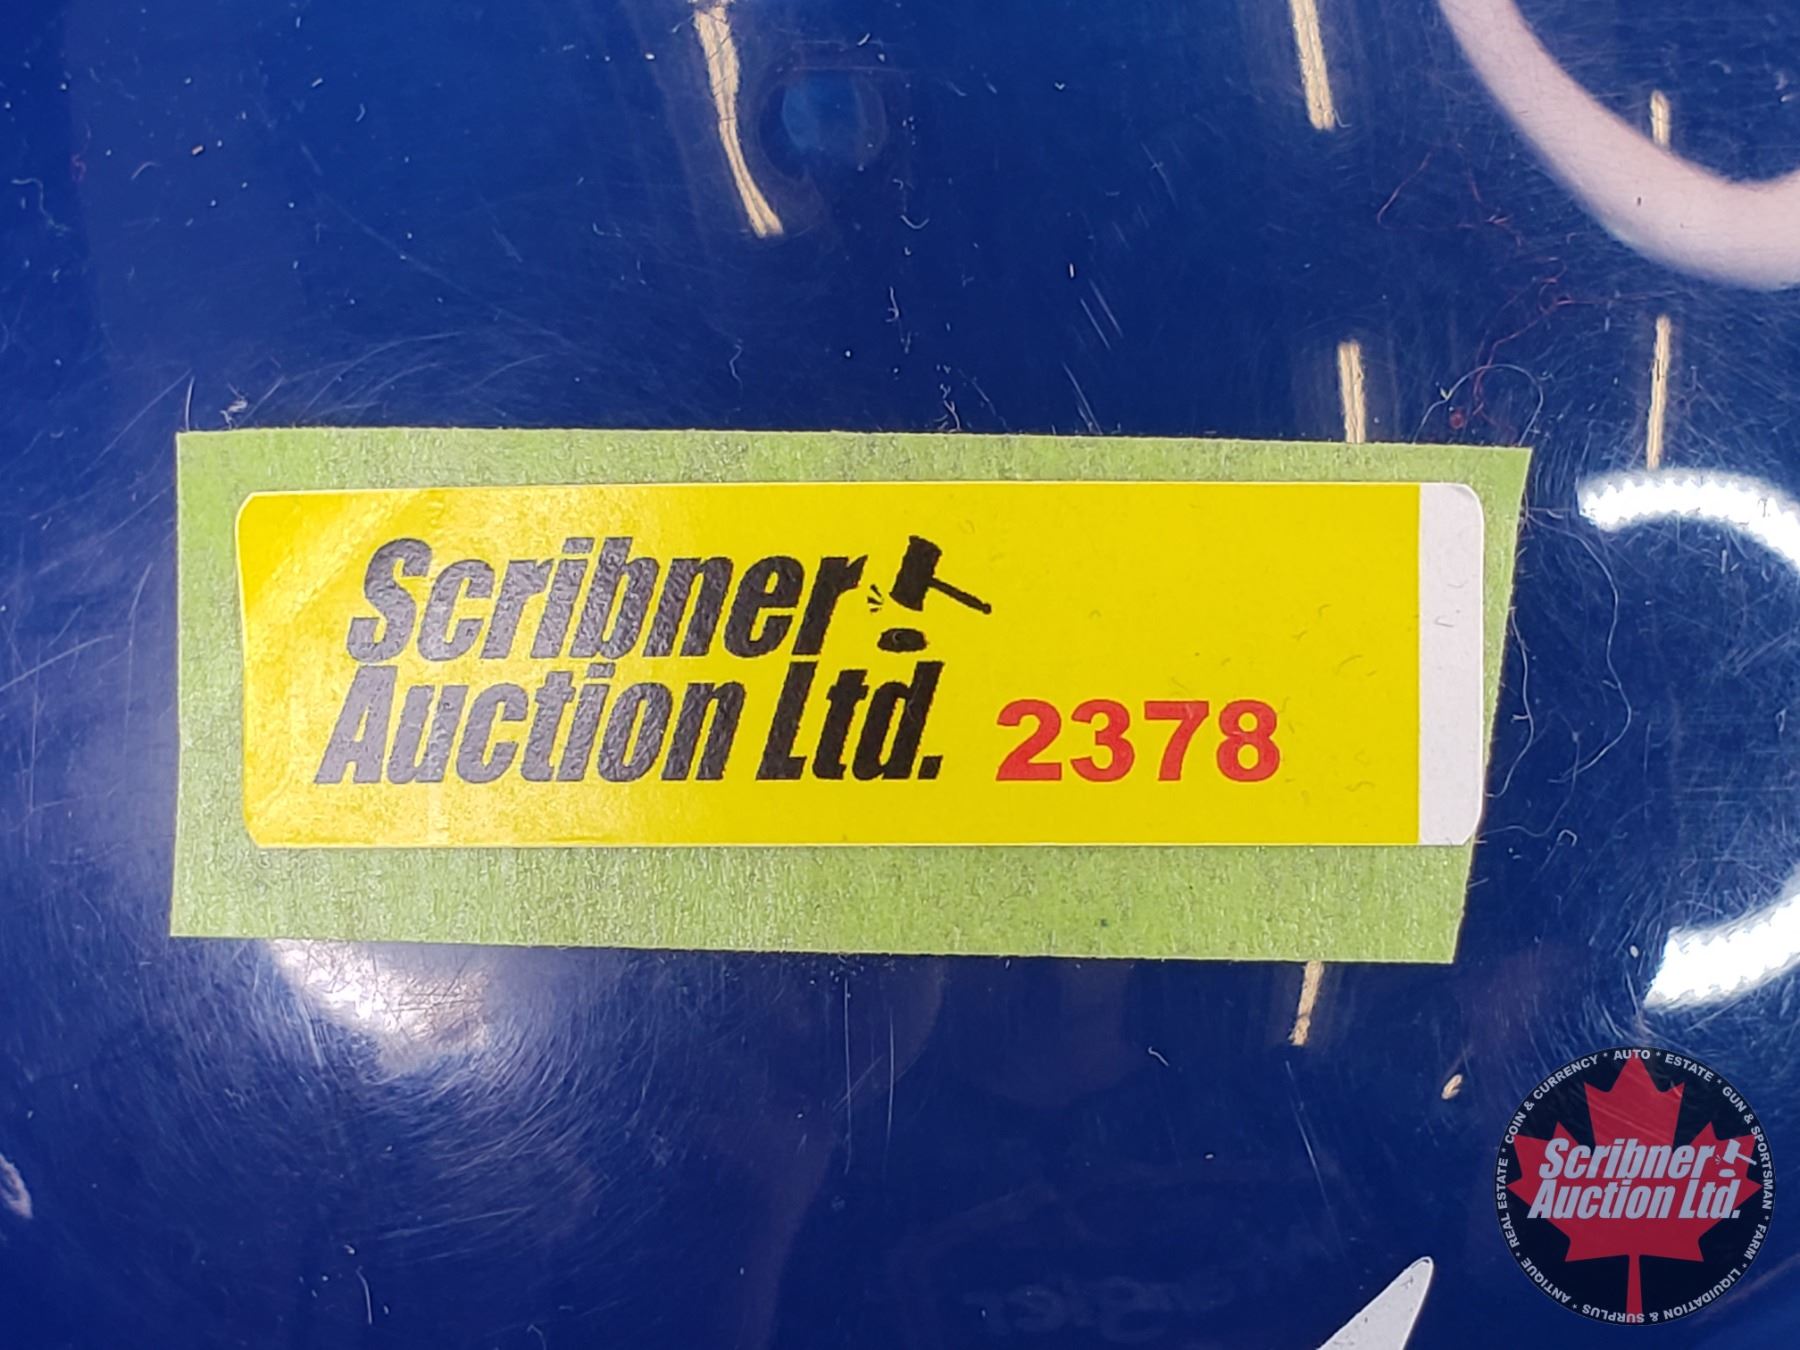 Scribner
Auction Ltd. 2378
COIN & CURRENCY * AUTO * ESTATE * GUN & SPORTSMAN * FARM * LIQUIDATION & SURPLUS * ANTIQUE * REAL ESTATE *
Scribner
Auction Ltd.